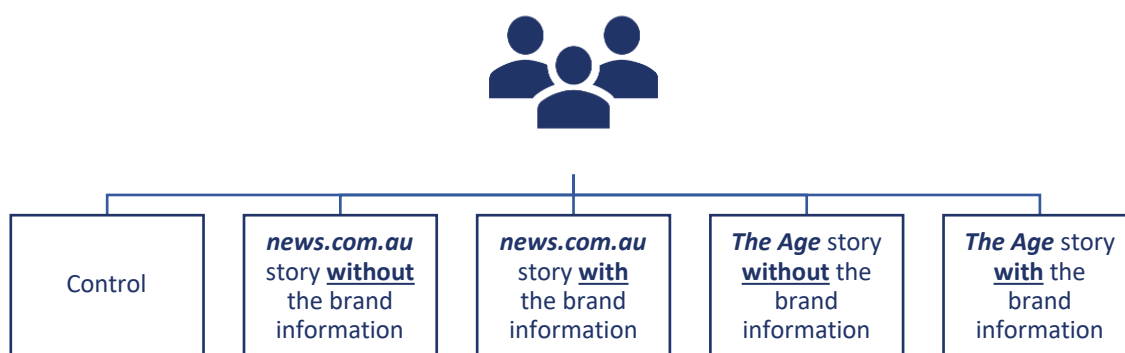 Control
news.com.au
story without
the brand
information
news.com.au
story with
the brand
information
The Age story
without the
brand
information
The Age story
with the
brand
information